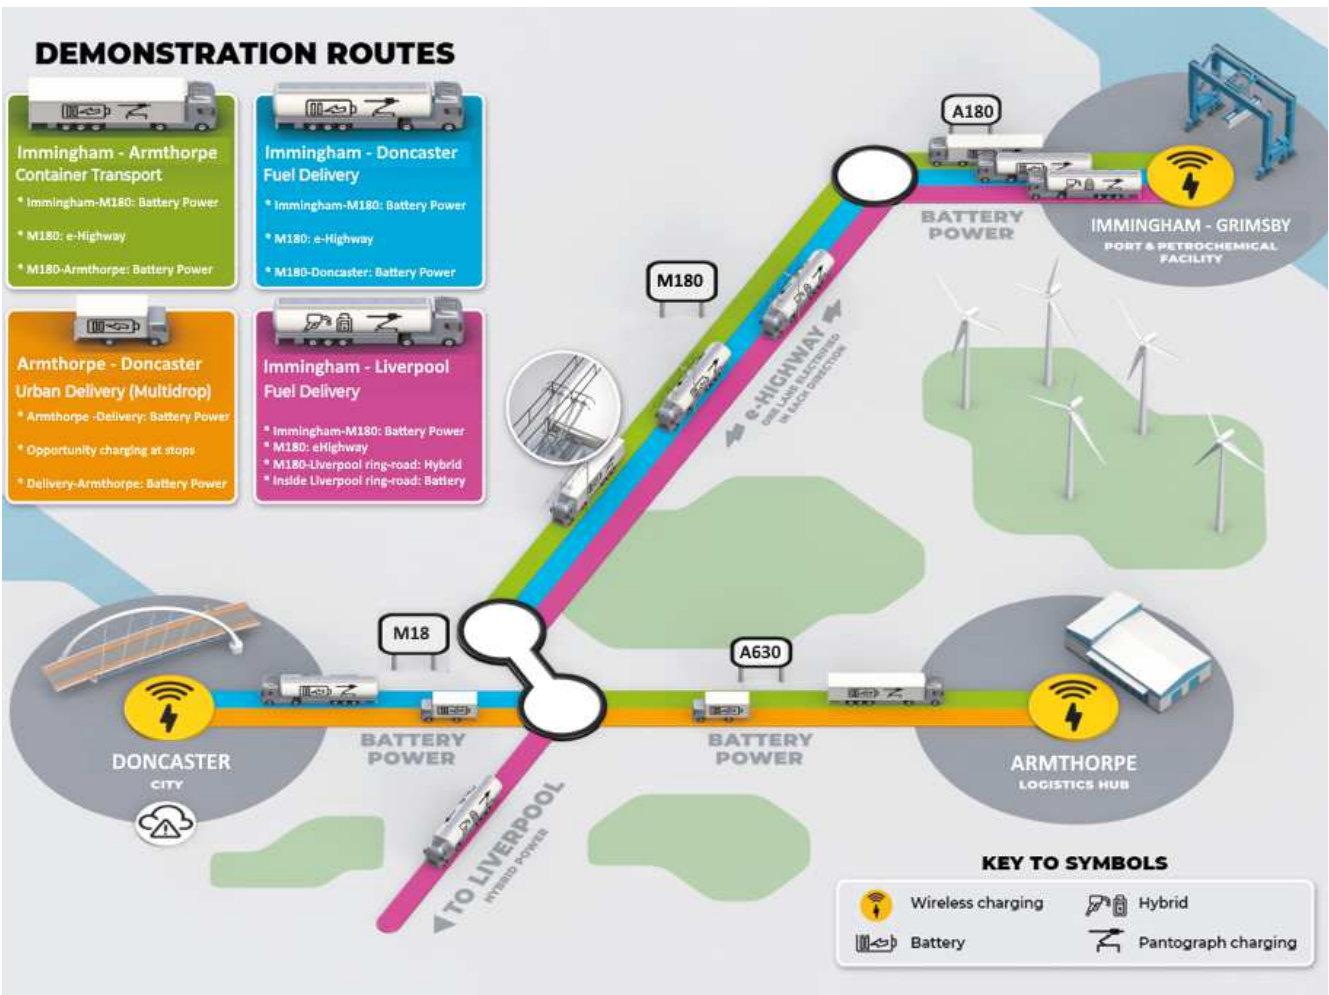 DEMONSTRATION ROUTES
Immingham - Armthorpe
Container Transport
* Immingham-M180: Battery Power
* M180: e-Highway
* M180-Armthorpe: Battery Power
Immingham - Doncaster
Fuel Delivery
* Immingham-M180: Battery Power
* M180: e-Highway
* M180-Doncaster: Battery Power
Armthorpe - Doncaster
Urban Delivery (Multidrop)
* Armthorpe -Delivery: Battery Power
* Opportunity charging at stops
* Delivery-Armthorpe: Battery Power
Immingham - Liverpool
Fuel Delivery
* Immingham-M180: Battery Power
* M180: eHighway
* M180-Liverpool ring-road: Hybrid
* Inside Liverpool ring-road: Battery
A180
BATTERY
POWER
IMMINGHAM - GRIMSBY
PORT & PETROCHEMICAL
FACILITY
M180
e-HIGHWAY
ONE LANE ELECTRIFIED
IN EACH DIRECTION
M18
A630
BATTERY
POWER
BATTERY
POWER
DONCASTER
CITY
ARMTHORPE
LOGISTICS HUB
TO LIVERPOOL
HYBRID POWER
KEY TO SYMBOLS
Wireless charging
Hybrid
Battery
Pantograph charging